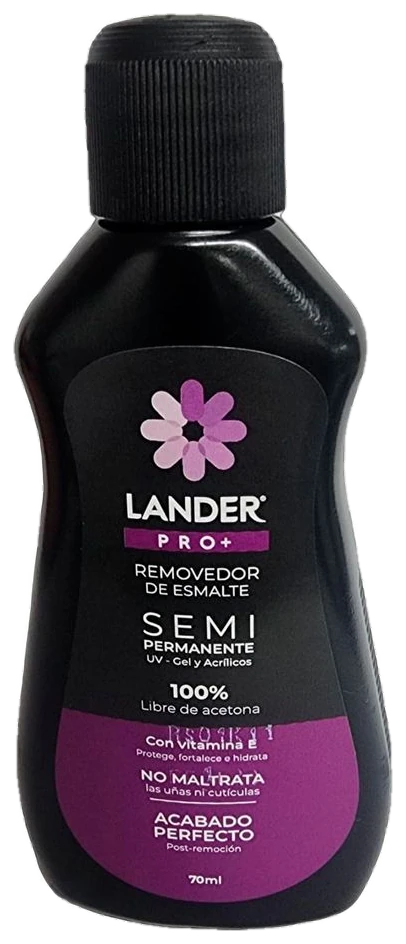 LANDER®
PRO+
REMOVEDOR
DE ESMALTE
SEMI
PERMANENTE
UV - Gel y Acrílicos
100%
Libre de acetona
Con vitamina E
Protege, fortalece e hidrata
NO MALTRATA
las uñas ni cutículas
ACABADO
PERFECTO
Post-remoción
70ml